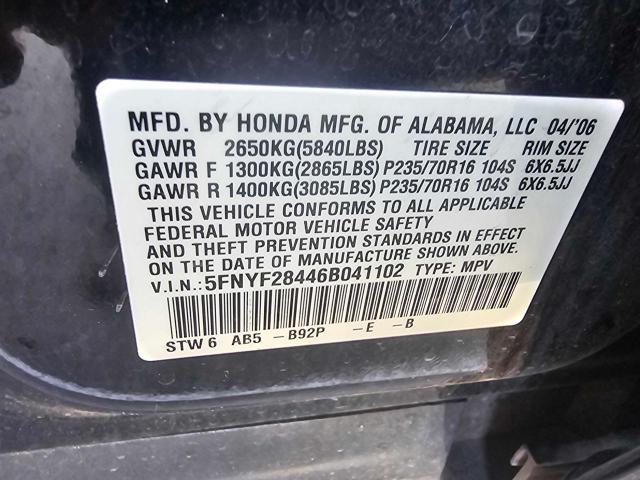 MFD. BY HONDA MFG. OF ALABAMA, LLC 04/'06
GVWR 2650KG(5840LBS) TIRE SIZE RIM SIZE
GAWR F 1300KG(2865LBS) P235/70R16 104S 6X6.5JJ
GAWR R 1400KG(3085LBS) P235/70R16 104S 6X6.5JJ
THIS VEHICLE CONFORMS TO ALL APPLICABLE
FEDERAL MOTOR VEHICLE SAFETY
AND THEFT PREVENTION STANDARDS IN EFFECT
ON THE DATE OF MANUFACTURE SHOWN ABOVE.
V.I.N.: 5FNYF28446B041102 TYPE: MPV
STW 6 AB5 -B92P -E -B